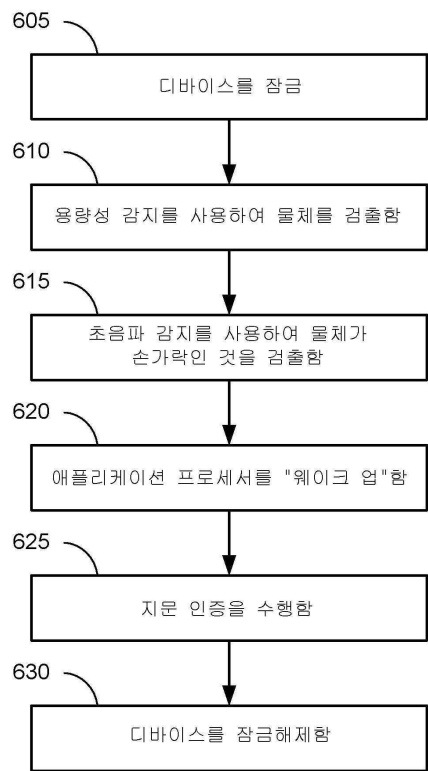 605
디바이스를 잠금
610
용량성 감지를 사용하여 물체를 검출함
615
초음파 감지를 사용하여 물체가
손가락인 것을 검출함
620
애플리케이션 프로세서를 "웨이크 업"함
625
지문 인증을 수행함
630
디바이스를 잠금해제함